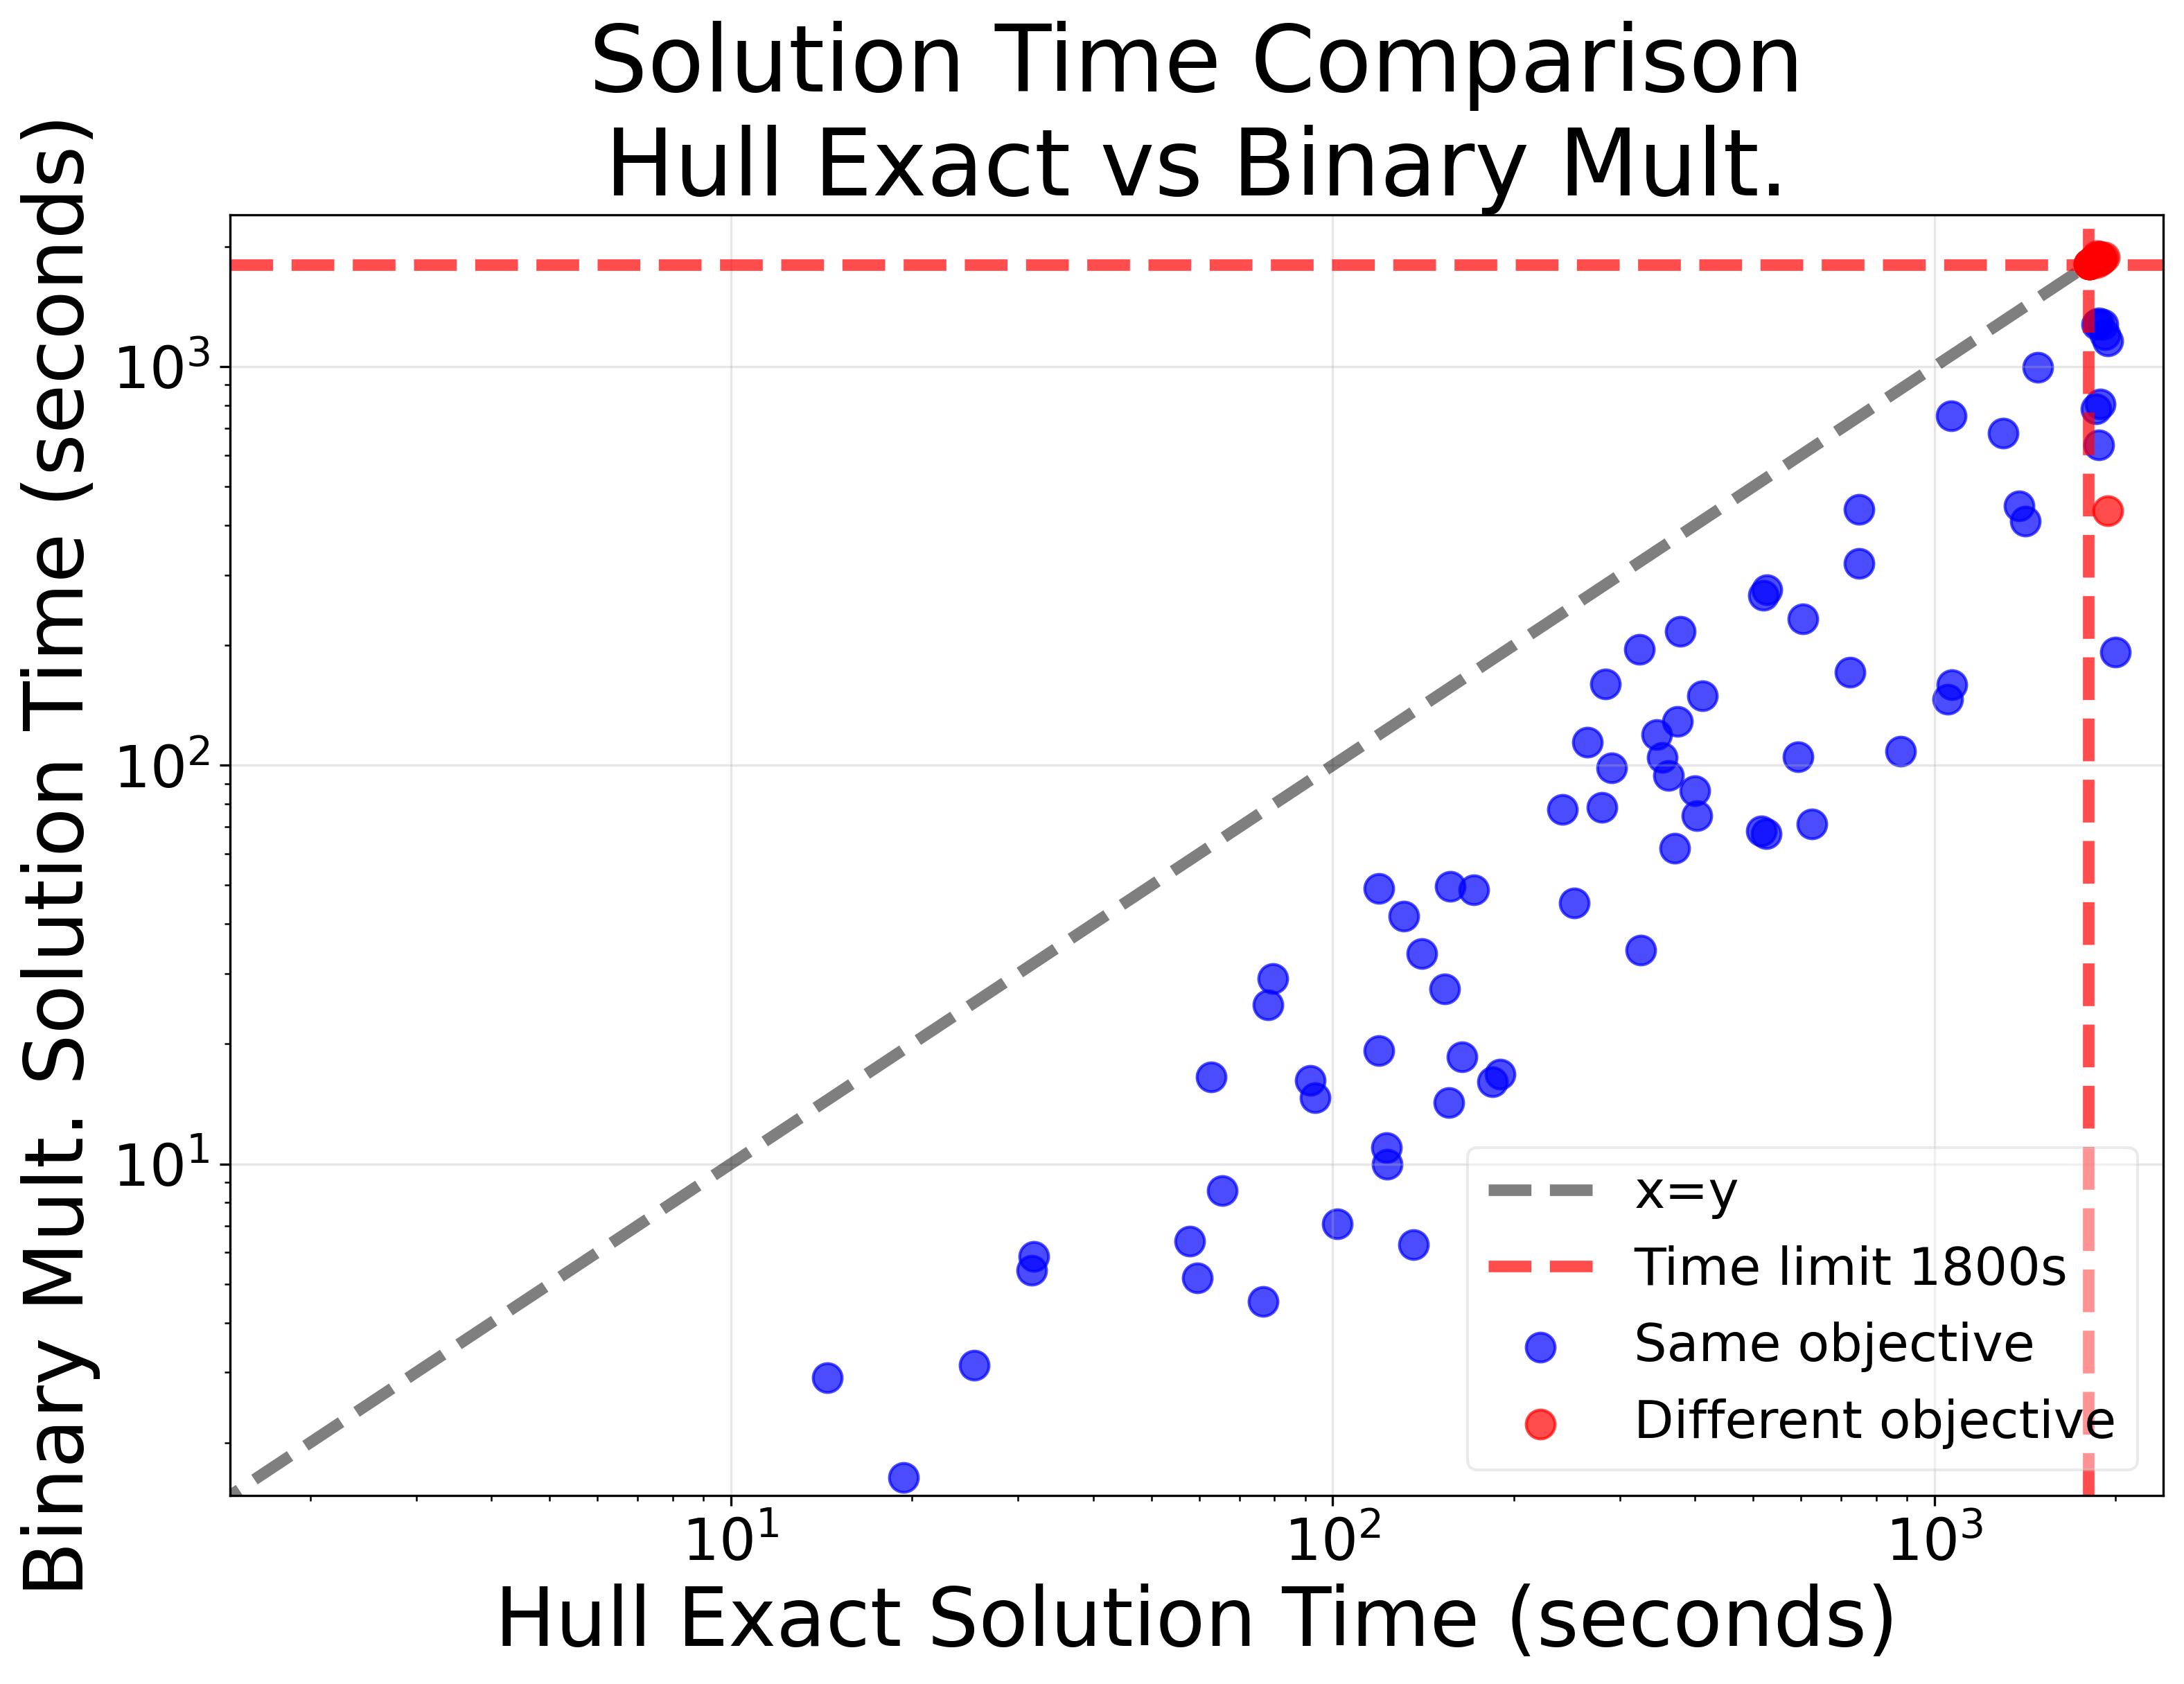 Solution Time Comparison
Hull Exact vs Binary Mult.
Binary Mult. Solution Time (seconds)
10³
10²
10¹
x=y
Time limit 1800s
Same objective
Different objective
10¹ 10² 10³
Hull Exact Solution Time (seconds)